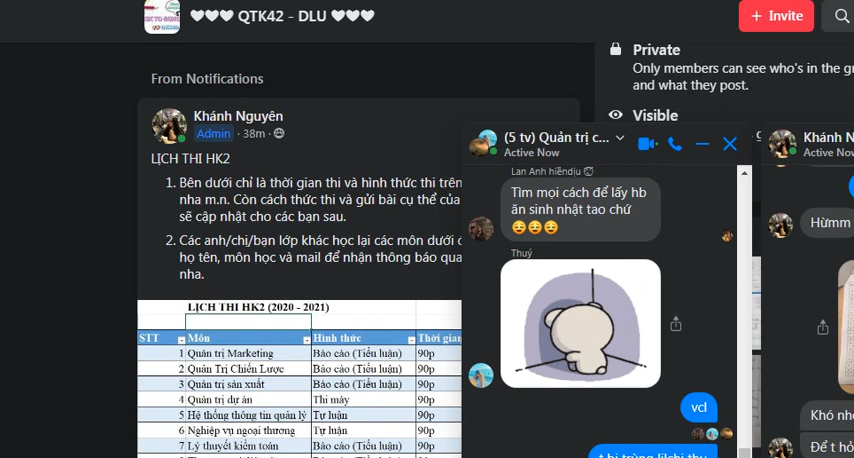 ♥♥♥ QTK42 - DLU ♥♥♥
+ Invite
From Notifications
Khánh Nguyên
Admin · 38m ·
LỊCH THI HK2
1. Bên dưới chỉ là thời gian thi và hình thức thi trên
nha m.n. Còn cách thức thi và gửi bài cụ thể của
sẽ cập nhật cho các bạn sau.
2. Các anh/chị/bạn lớp khác học lại các môn dưới
họ tên, môn học và mail để nhận thông báo qua
nha.
LỊCH THI HK2 (2020 - 2021)
STT Môn Hình thức Thời gian
1 Quản trị Marketing Báo cáo (Tiểu luận) 90p
2 Quản Trị Chiến Lược Báo cáo (Tiểu luận) 90p
3 Quản trị sản xuất Báo cáo (Tiểu luận) 90p
4 Quản trị dự án Thi máy 90p
5 Hệ thống thông tin quản lý Tự luận 90p
6 Nghiệp vụ ngoại thương Tự luận 90p
7 Lý thuyết kiểm toán Báo cáo (Tiểu luận) 90p
Private
Only members can see who's in the gr
and what they post.
Visible
(5 tv) Quản trị c...
Active Now
Lan Anh hiềndịu
Tìm mọi cách để lấy hb
ăn sinh nhật tao chứ
😌😌😌
Thuý
vcl
t bị trùng lịch thi
Khánh N
Active Now
Hừmm
Khó nh
Để t hỏ